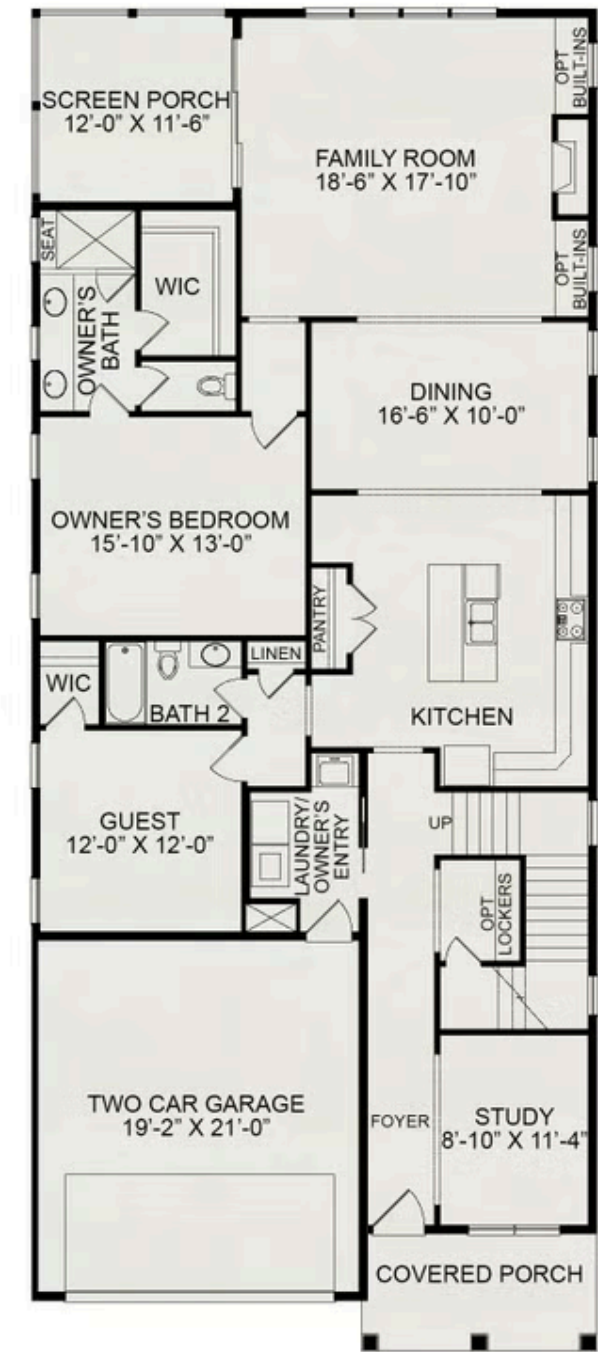 OPT
BUILT-INS
SCREEN PORCH
12'-0" X 11'-6"
FAMILY ROOM
18'-6" X 17'-10"
SEAT
WIC
OPT
BUILT-INS
OWNER'S
BATH
DINING
16'-6" X 10'-0"
OWNER'S BEDROOM
15'-10" X 13'-0"
PANTRY
LINEN
WIC
BATH 2
KITCHEN
GUEST
12'-0" X 12'-0"
LAUNDRY/
OWNER'S
ENTRY
UP
OPT
LOCKERS
TWO CAR GARAGE
19'-2" X 21'-0"
FOYER
STUDY
8'-10" X 11'-4"
COVERED PORCH